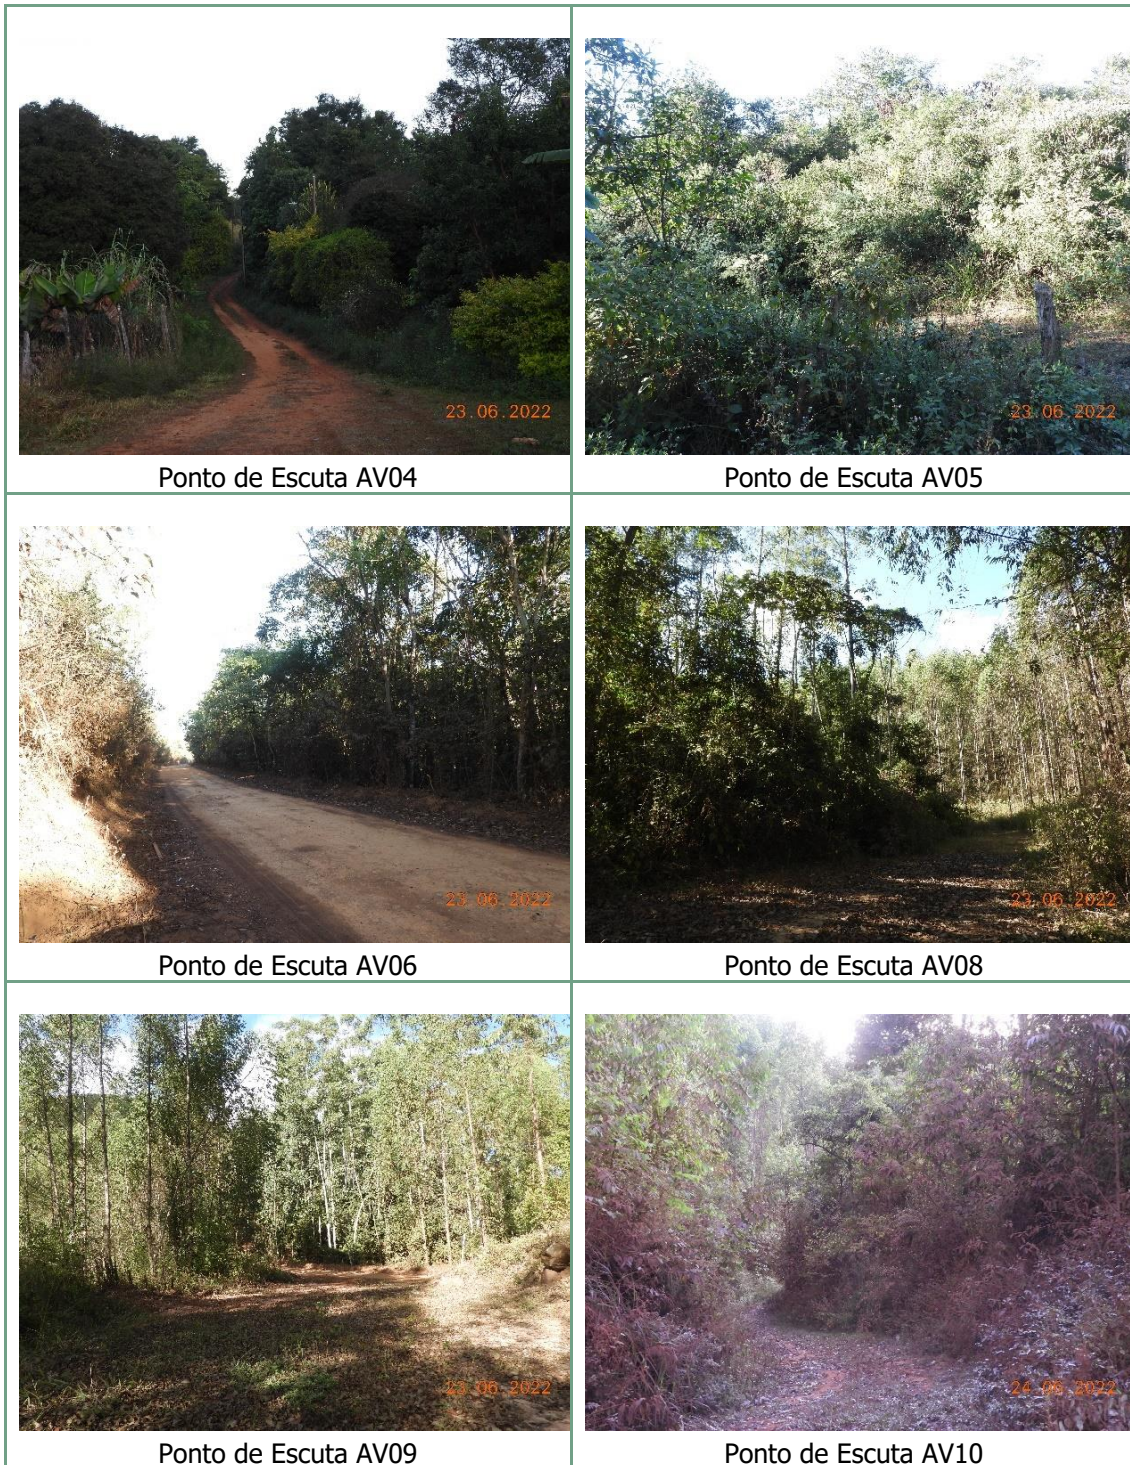 23.06.2022
23.06.2022
Ponto de Escuta AV04
Ponto de Escuta AV05
23.06.2022
23.06.2022
Ponto de Escuta AV06
Ponto de Escuta AV08
23.06.2022
24.06.2022
Ponto de Escuta AV09
Ponto de Escuta AV10